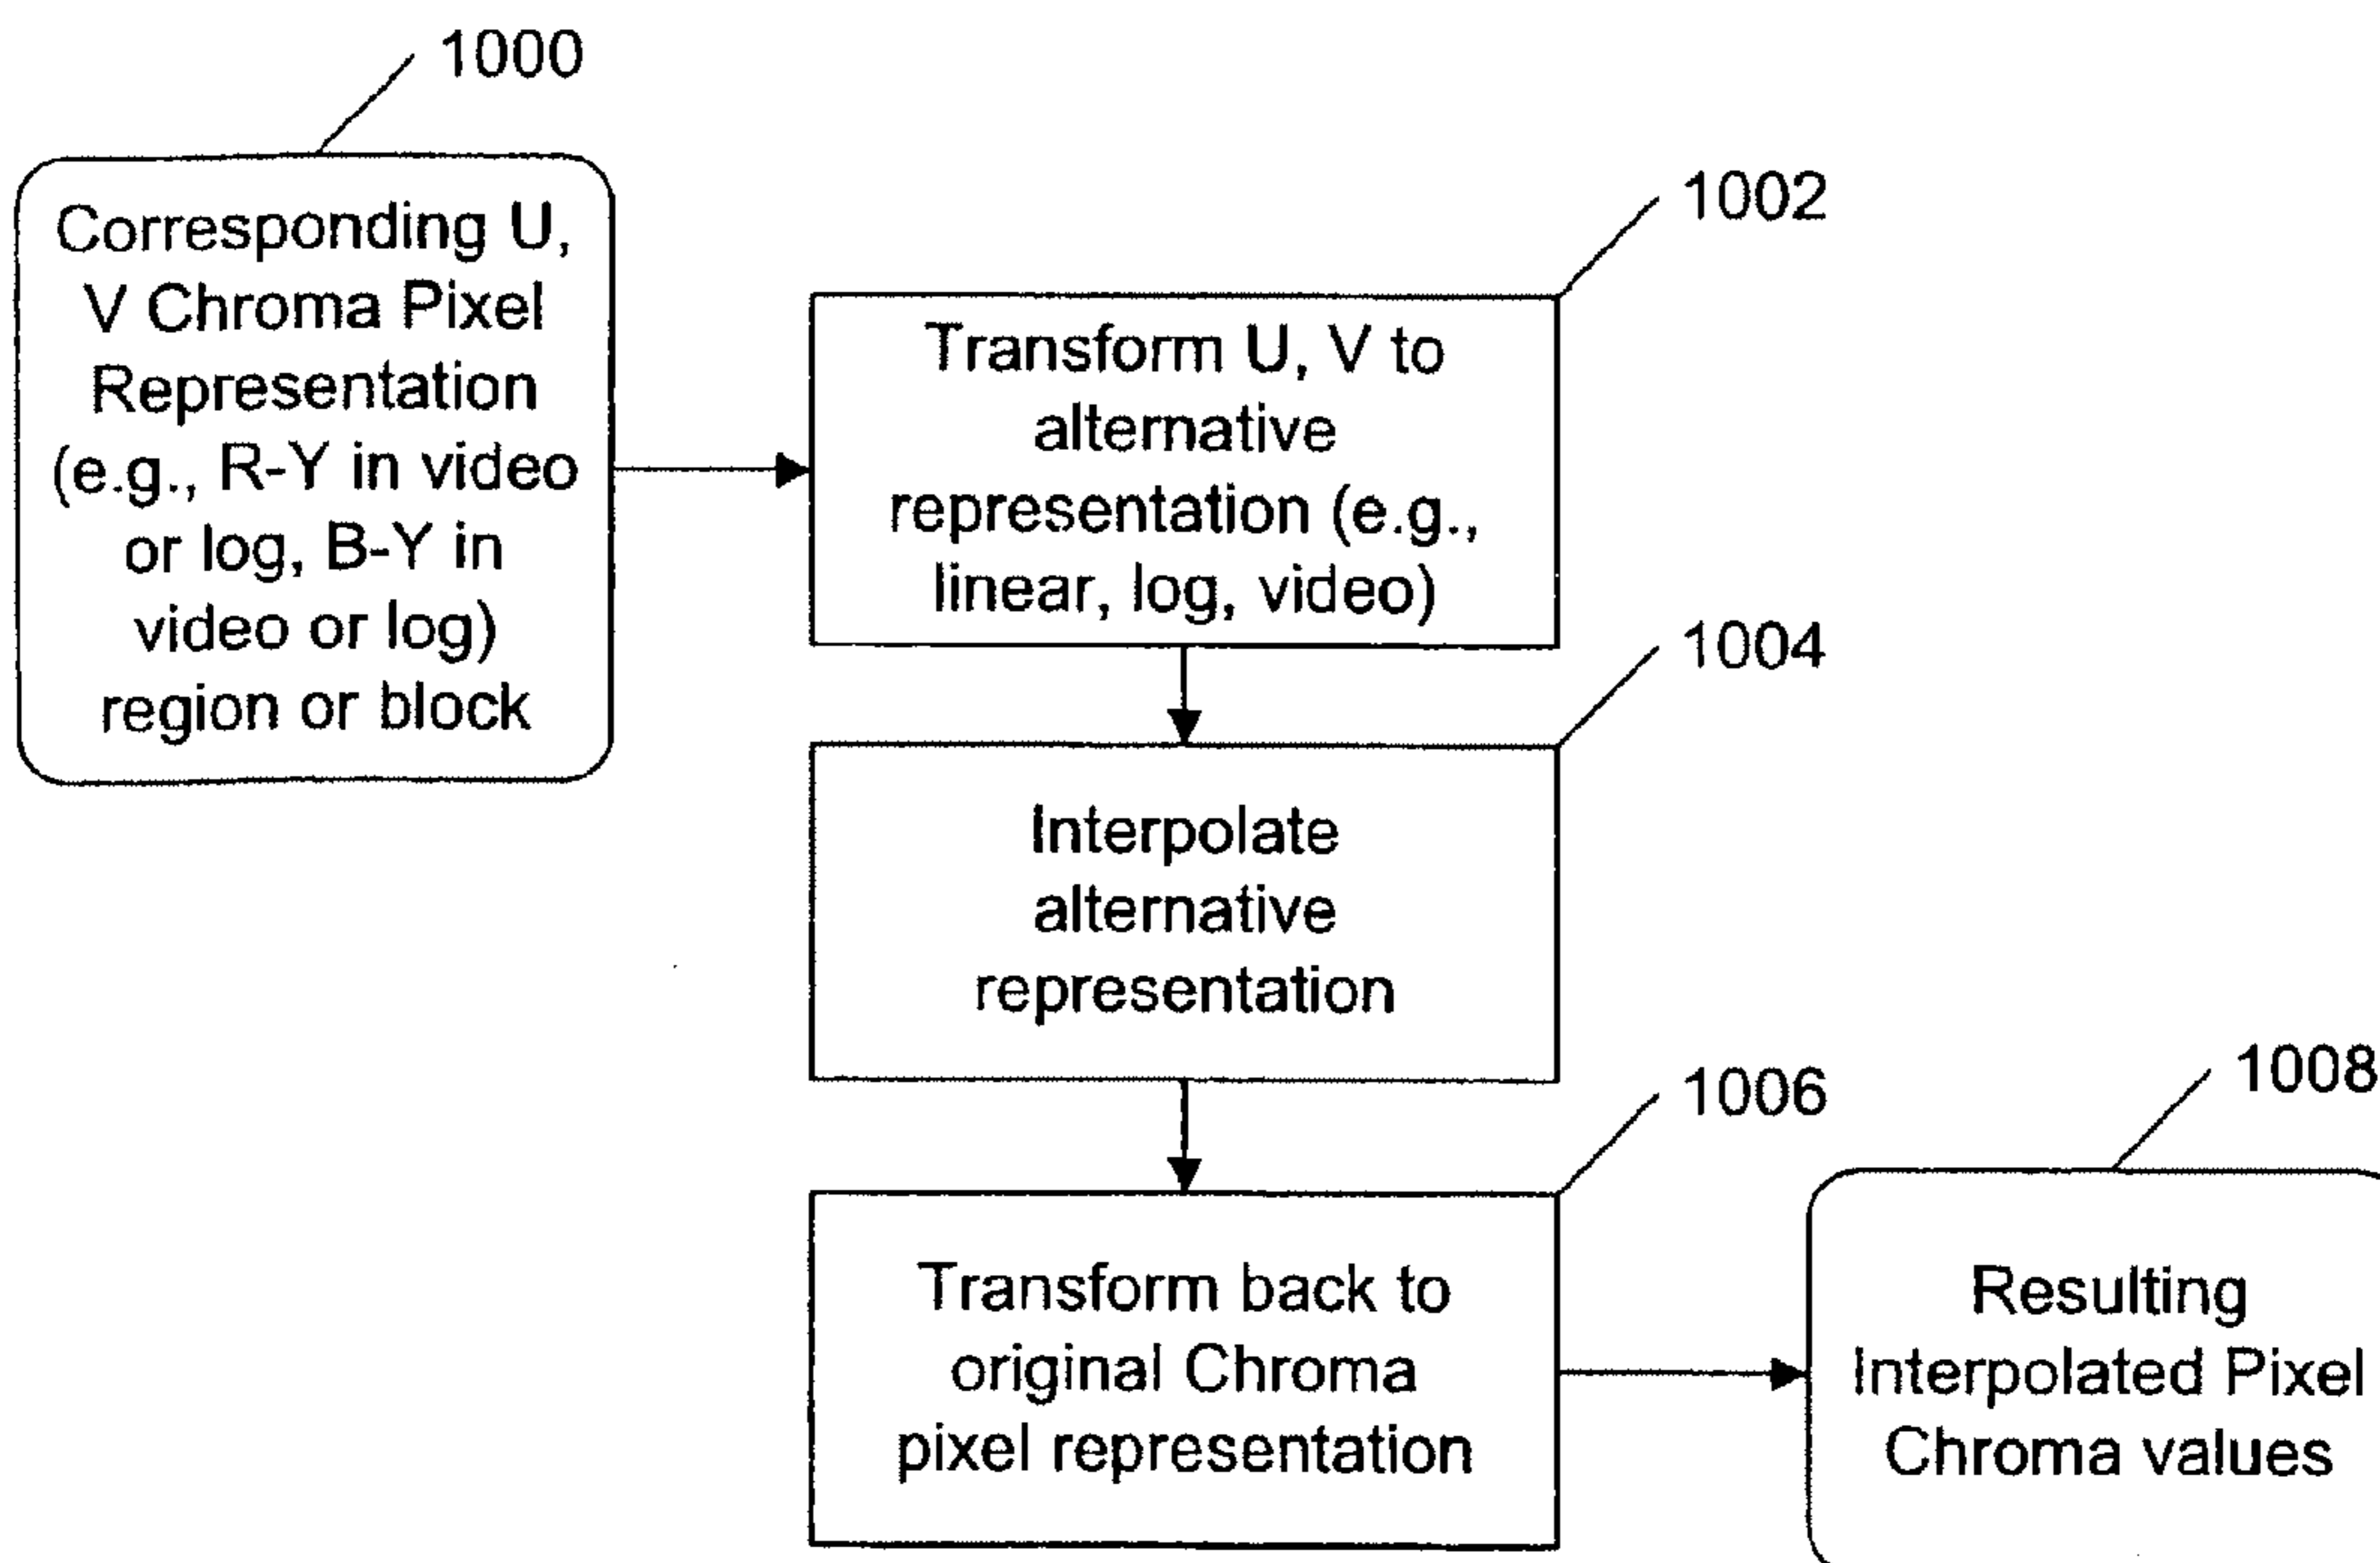 1000
Corresponding U,
V Chroma Pixel
Representation
(e.g., R-Y in video
or log, B-Y in
video or log)
region or block
1002
Transform U, V to
alternative
representation (e.g.,
linear, log, video)
1004
Interpolate
alternative
representation
1006
Transform back to
original Chroma
pixel representation
1008
Resulting
Interpolated Pixel
Chroma values